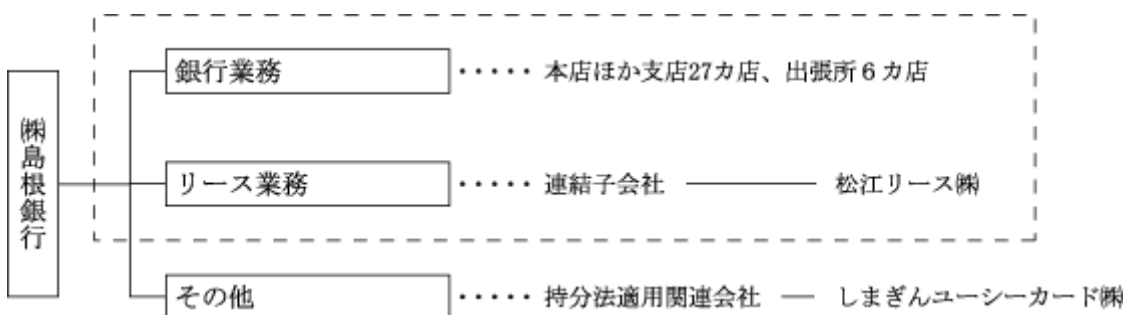 ㈱島根銀行
銀行業務 ····· 本店ほか支店27カ店、出張所6カ店
リース業務 ····· 連結子会社 松江リース㈱
その他 ····· 持分法適用関連会社 しまぎんユーシーカード㈱